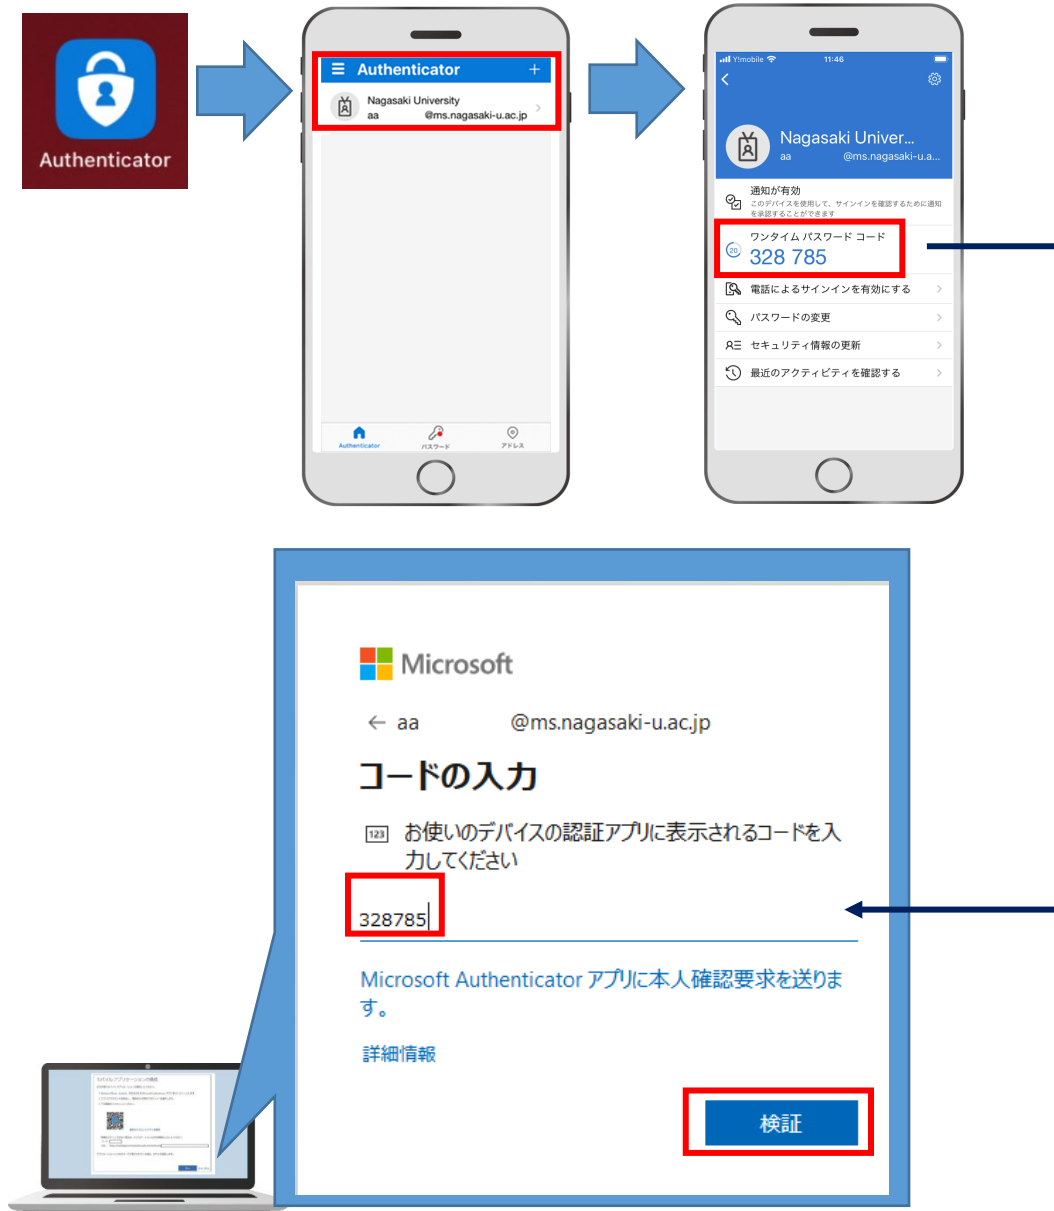 Authenticator
Authenticator
Nagasaki University
aa @ms.nagasaki-u.ac.jp
Authenticator
パスワード
アドレス
Y!mobile 11:46
Nagasaki Univer...
aa @ms.nagasaki-u.a...
通知が有効
このデバイスを使用して、サインインを確認するために通知
を承認することができます
ワンタイム パスワード コード
20
328 785
電話によるサインインを有効にする
パスワードの変更
セキュリティ情報の更新
最近のアクティビティを確認する
Microsoft
← aa @ms.nagasaki-u.ac.jp
コードの入力
123 お使いのデバイスの認証アプリに表示されるコードを入
力してください
328785
Microsoft Authenticator アプリに本人確認要求を送りま
す。
詳細情報
検証